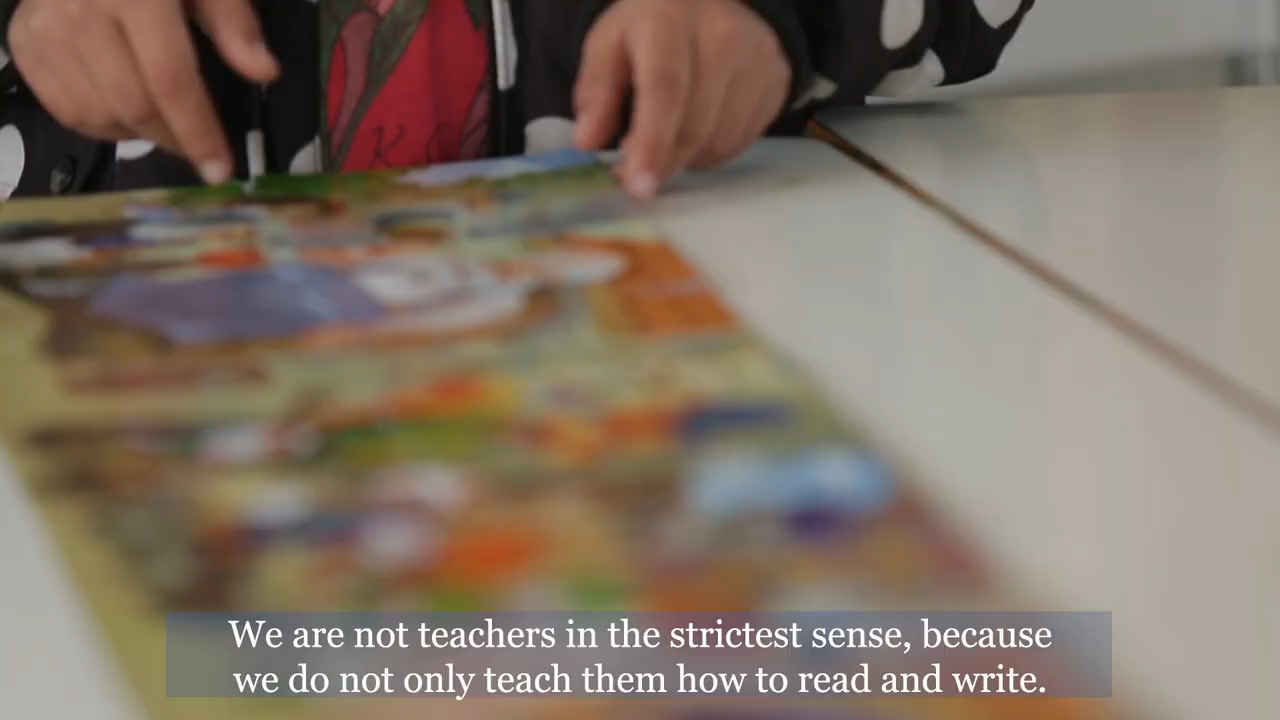 We are not teachers in the strictest sense, because
we do not only teach them how to read and write.